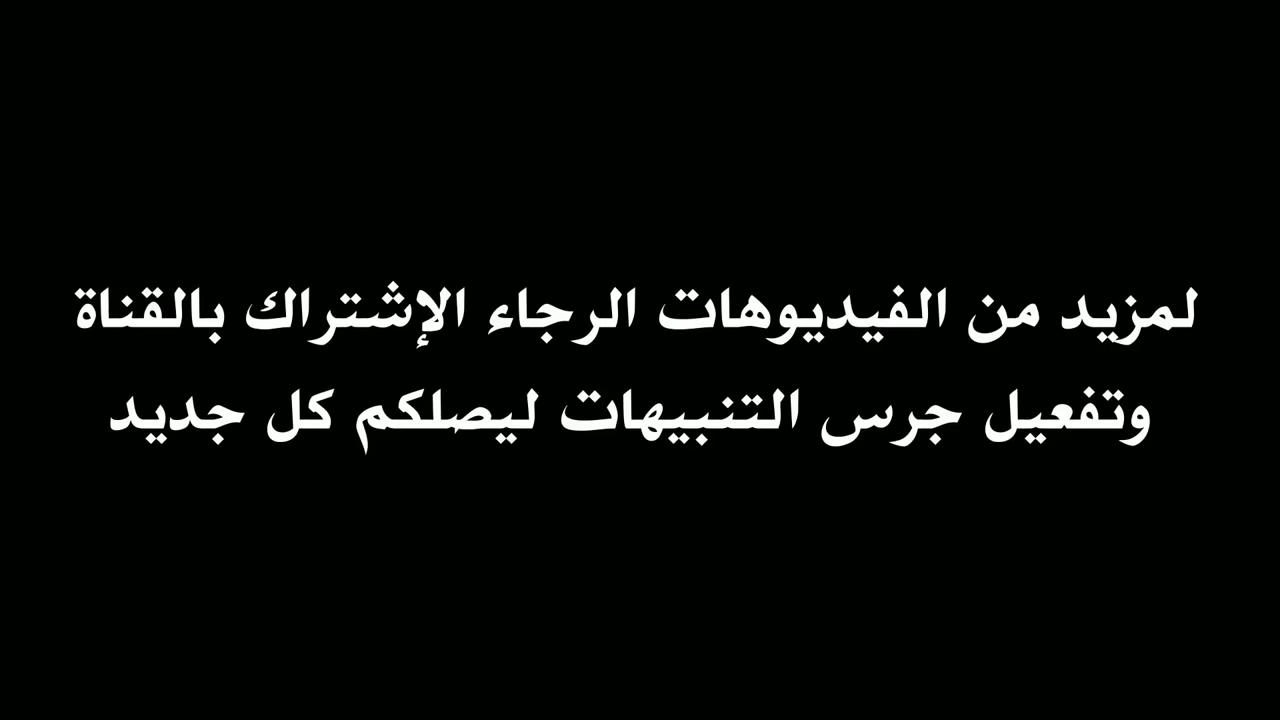 لمزيد من الفيديوهات الرجاء الإشتراك بالقناة
وتفعيل جرس التنبيهات ليصلكم كل جديد